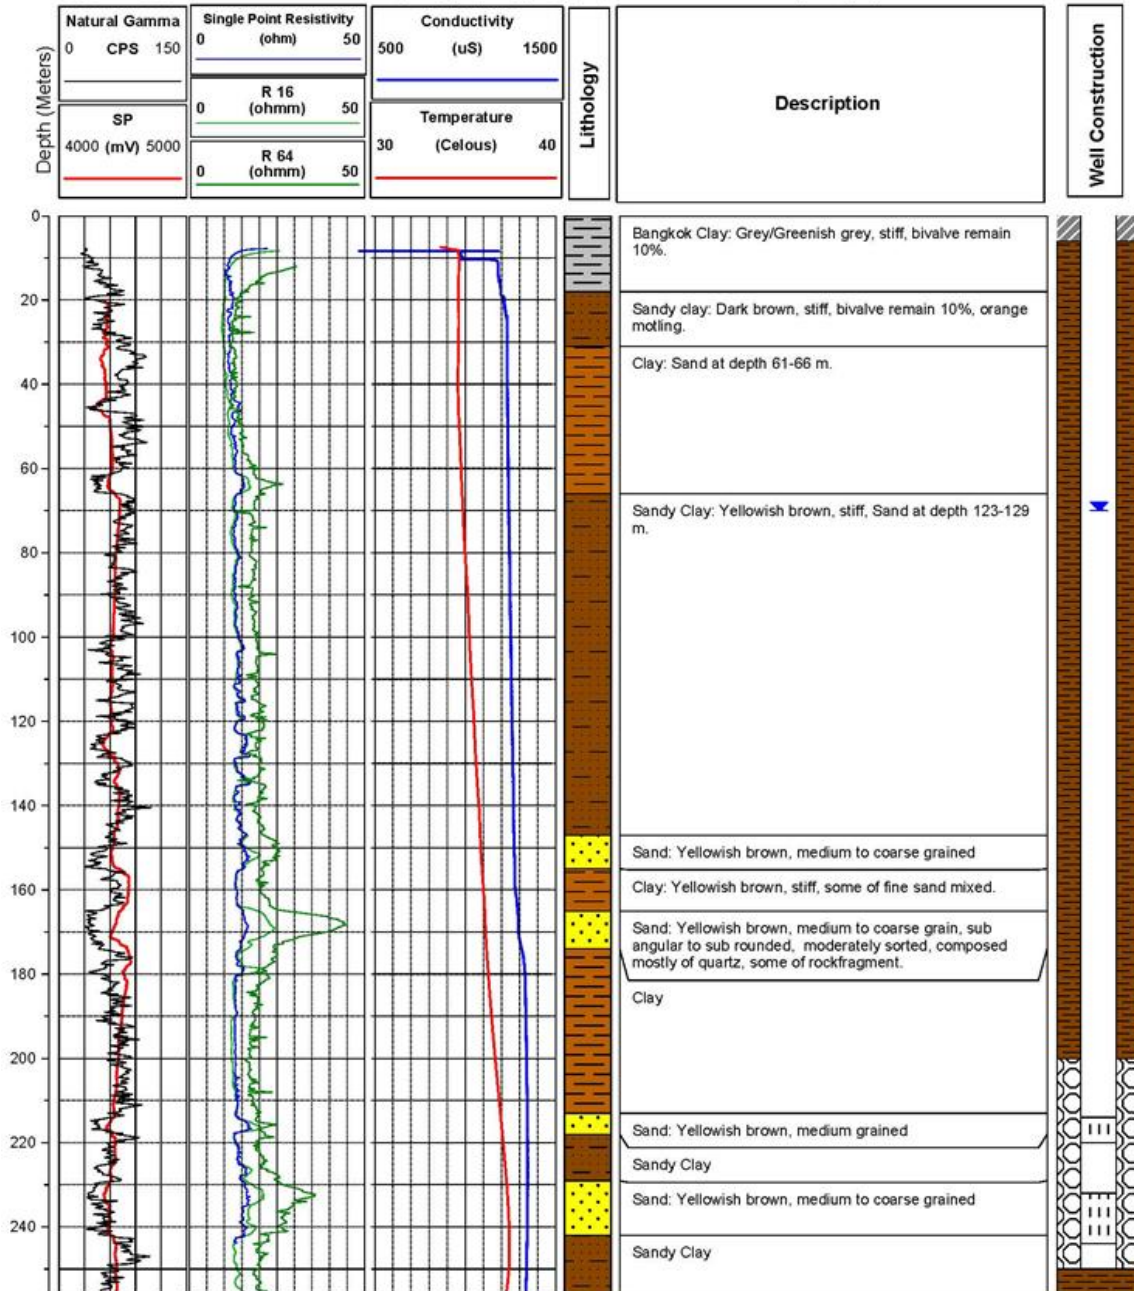 Natural Gamma
0 CPS 150
SP
4000 (mV) 5000
Single Point Resistivity
0 (ohm) 50
R 16
0 (ohmm) 50
R 64
0 (ohmm) 50
Conductivity
500 (uS) 1500
Temperature
30 (Celous) 40
Depth (Meters)
Lithology
Description
Well Construction
0
20
40
60
80
100
120
140
160
180
200
220
240
Bangkok Clay: Grey/Greenish grey, stiff, bivalve remain
10%.
Sandy clay: Dark brown, stiff, bivalve remain 10%, orange
motling.
Clay: Sand at depth 61-66 m.
Sandy Clay: Yellowish brown, stiff, Sand at depth 123-129
m.
Sand: Yellowish brown, medium to coarse grained
Clay: Yellowish brown, stiff, some of fine sand mixed.
Sand: Yellowish brown, medium to coarse grain, sub
angular to sub rounded, moderately sorted, composed
mostly of quartz, some of rockfragment.
Clay
Sand: Yellowish brown, medium grained
Sandy Clay
Sand: Yellowish brown, medium to coarse grained
Sandy Clay